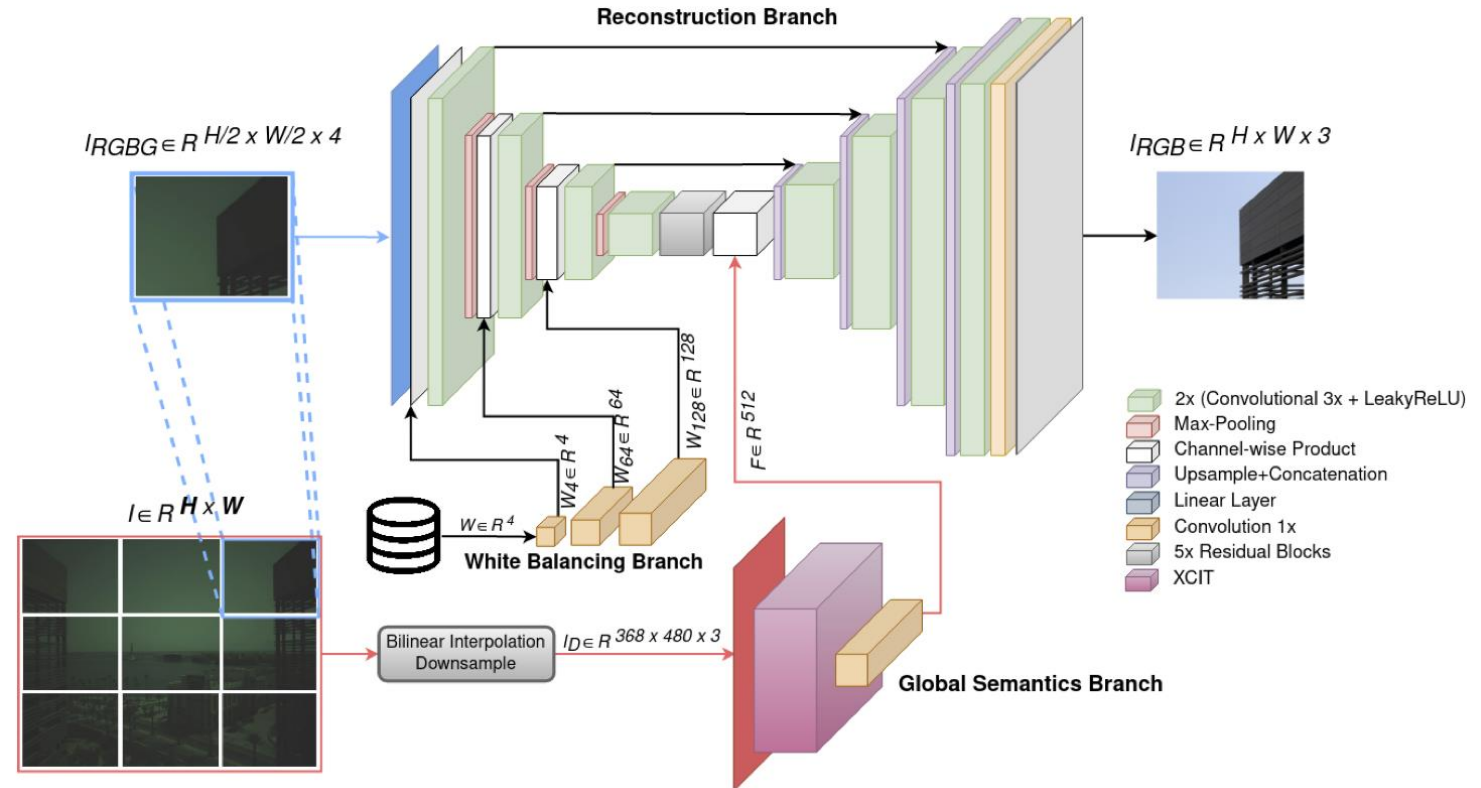 Reconstruction Branch
I_RGBG ∈ R^H/2 x W/2 x 4
I_RGB ∈ R^H x W x 3
I ∈ R^H x W
W ∈ R^4
W_4 ∈ R^4
W_64 ∈ R^64
W_128 ∈ R^128
F ∈ R^512
White Balancing Branch
Bilinear Interpolation
Downsample
I_D ∈ R^368 x 480 x 3
Global Semantics Branch
2x (Convolutional 3x + LeakyReLU)
Max-Pooling
Channel-wise Product
Upsample+Concatenation
Linear Layer
Convolution 1x
5x Residual Blocks
XCIT